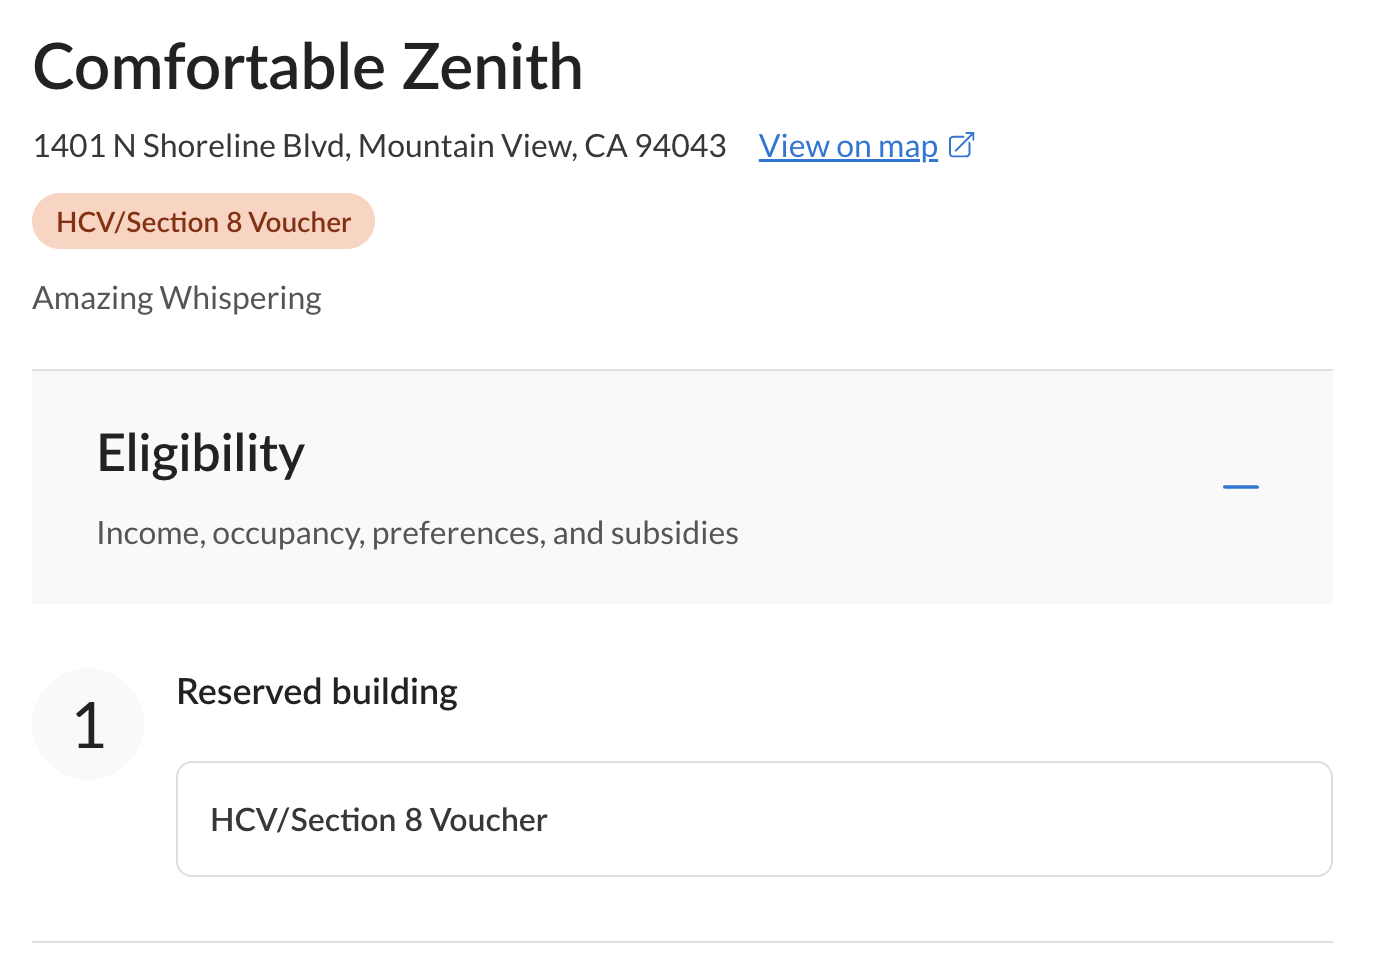 Comfortable Zenith
1401 N Shoreline Blvd, Mountain View, CA 94043 View on map
HCV/Section 8 Voucher
Amazing Whispering
Eligibility
Income, occupancy, preferences, and subsidies
1
Reserved building
HCV/Section 8 Voucher